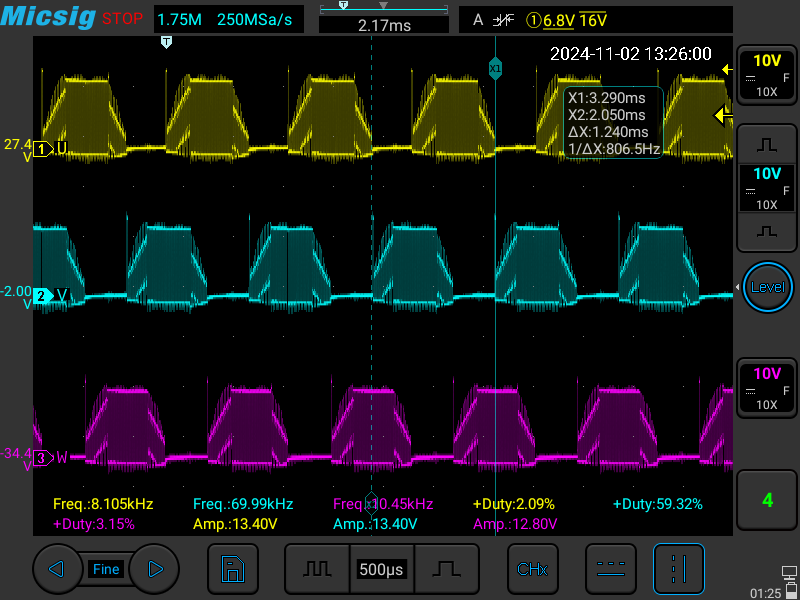 Micsig STOP 1.75M 250MSa/s T 2.17ms A 1 6.8V 16V
T
2024-11-02 13:26:00
X1
10V
F
10X
X1:3.290ms
X2:2.050ms
ΔX:1.240ms
1/ΔX:806.5Hz
27.4
V
1 U
10V
F
10X
-2.00
V
2 V
Level
10V
F
10X
-34.4
V
3 W
Freq.:8.105kHz Freq.:69.99kHz Freq.:10.45kHz +Duty:2.09% +Duty:59.32%
+Duty:3.15% Amp.:13.40V Amp.:13.40V Amp.:12.80V
4
Fine 500μs CHx
01:25